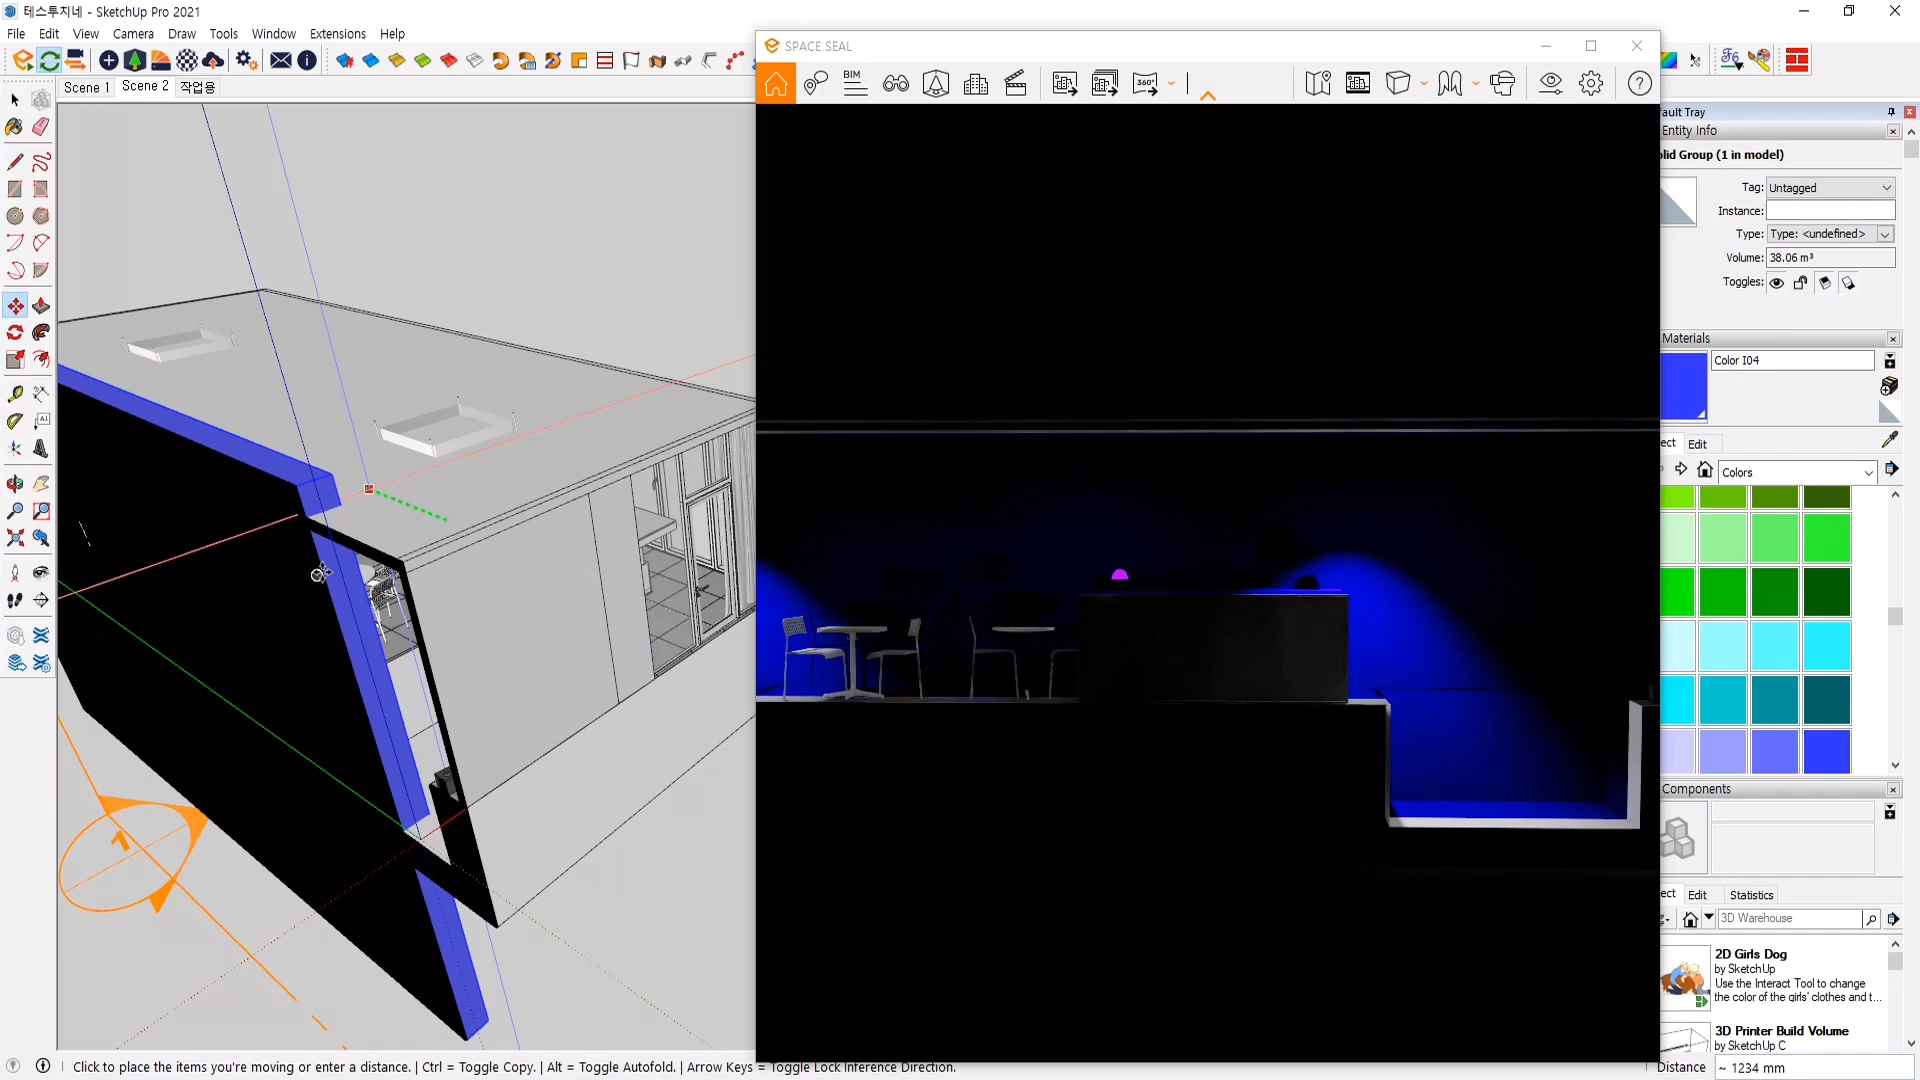 테스투치네 - SketchUp Pro 2021
File Edit View Camera Draw Tools Window Extensions Help
SPACE SEAL
BIM
360°
Scene 1 Scene 2 작업용
fault Tray
Entity Info
olid Group (1 in model)
Tag: Untagged
Instance:
Type: Type: <undefined>
Volume: 38.06 m³
Toggles:
Materials
Color I04
ect Edit
Colors
Components
ect Edit Statistics
3D Warehouse
2D Girls Dog
by SketchUp
Use the Interact Tool to change
the color of the girls' clothes and t...
3D Printer Build Volume
by SketchUp C
1
Click to place the items you're moving or enter a distance. | Ctrl = Toggle Copy. | Alt = Toggle Autofold. | Arrow Keys = Toggle Lock Inference Direction.
Distance ~ 1234 mm